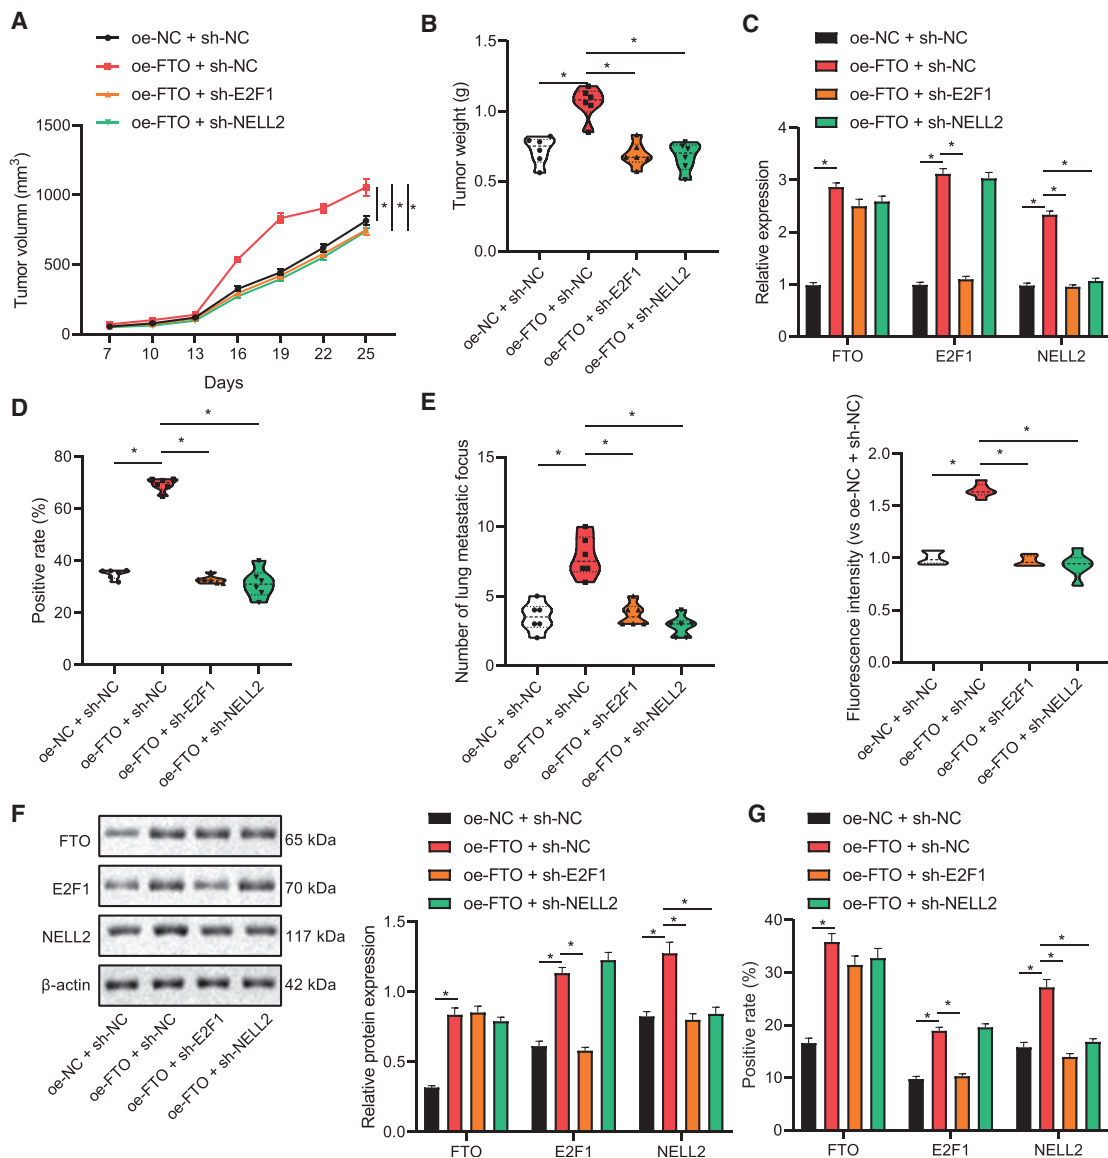 A
oe-NC + sh-NC
oe-FTO + sh-NC
oe-FTO + sh-E2F1
oe-FTO + sh-NELL2
Tumor volumn (mm³)
1500
1000
500
0
* * *
7 10 13 16 19 22 25
Days
B
Tumor weight (g)
1.5
1.0
0.5
0.0
*
* *
oe-NC + sh-NC
oe-FTO + sh-NC
oe-FTO + sh-E2F1
oe-FTO + sh-NELL2
C
oe-NC + sh-NC
oe-FTO + sh-NC
oe-FTO + sh-E2F1
oe-FTO + sh-NELL2
Relative expression
4
3
2
1
0
* * * * * *
FTO E2F1 NELL2
D
Positive rate (%)
80
60
40
20
0
*
* *
oe-NC + sh-NC
oe-FTO + sh-NC
oe-FTO + sh-E2F1
oe-FTO + sh-NELL2
E
Number of lung metastatic focus
15
10
5
0
*
* *
oe-NC + sh-NC
oe-FTO + sh-NC
oe-FTO + sh-E2F1
oe-FTO + sh-NELL2
Fluorescence intensity (vs oe-NC + sh-NC)
2.0
1.5
1.0
0.5
0.0
*
* *
oe-NC + sh-NC
oe-FTO + sh-NC
oe-FTO + sh-E2F1
oe-FTO + sh-NELL2
F
FTO 65 kDa
E2F1 70 kDa
NELL2 117 kDa
β-actin 42 kDa
oe-NC + sh-NC
oe-FTO + sh-NC
oe-FTO + sh-E2F1
oe-FTO + sh-NELL2
oe-NC + sh-NC
oe-FTO + sh-NC
oe-FTO + sh-E2F1
oe-FTO + sh-NELL2
Relative protein expression
1.5
1.0
0.5
0.0
* * * * * *
FTO E2F1 NELL2
G
oe-NC + sh-NC
oe-FTO + sh-NC
oe-FTO + sh-E2F1
oe-FTO + sh-NELL2
Positive rate (%)
40
30
20
10
0
* * * * * *
FTO E2F1 NELL2